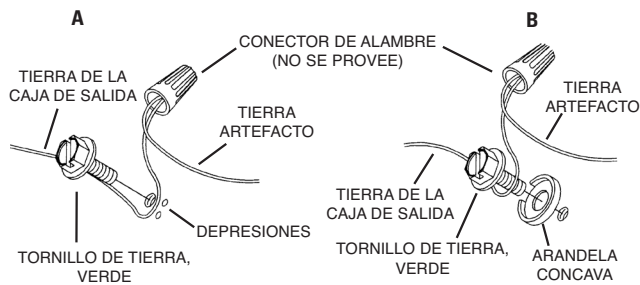 A
B
CONECTOR DE ALAMBRE
(NO SE PROVEE)
TIERRA DE LA
CAJA DE SALIDA
TIERRA
ARTEFACTO
TIERRA
ARTEFACTO
DEPRESIONES
TORNILLO DE TIERRA,
VERDE
TIERRA DE LA
CAJA DE SALIDA
TORNILLO DE TIERRA,
VERDE
ARANDELA
CONCAVA